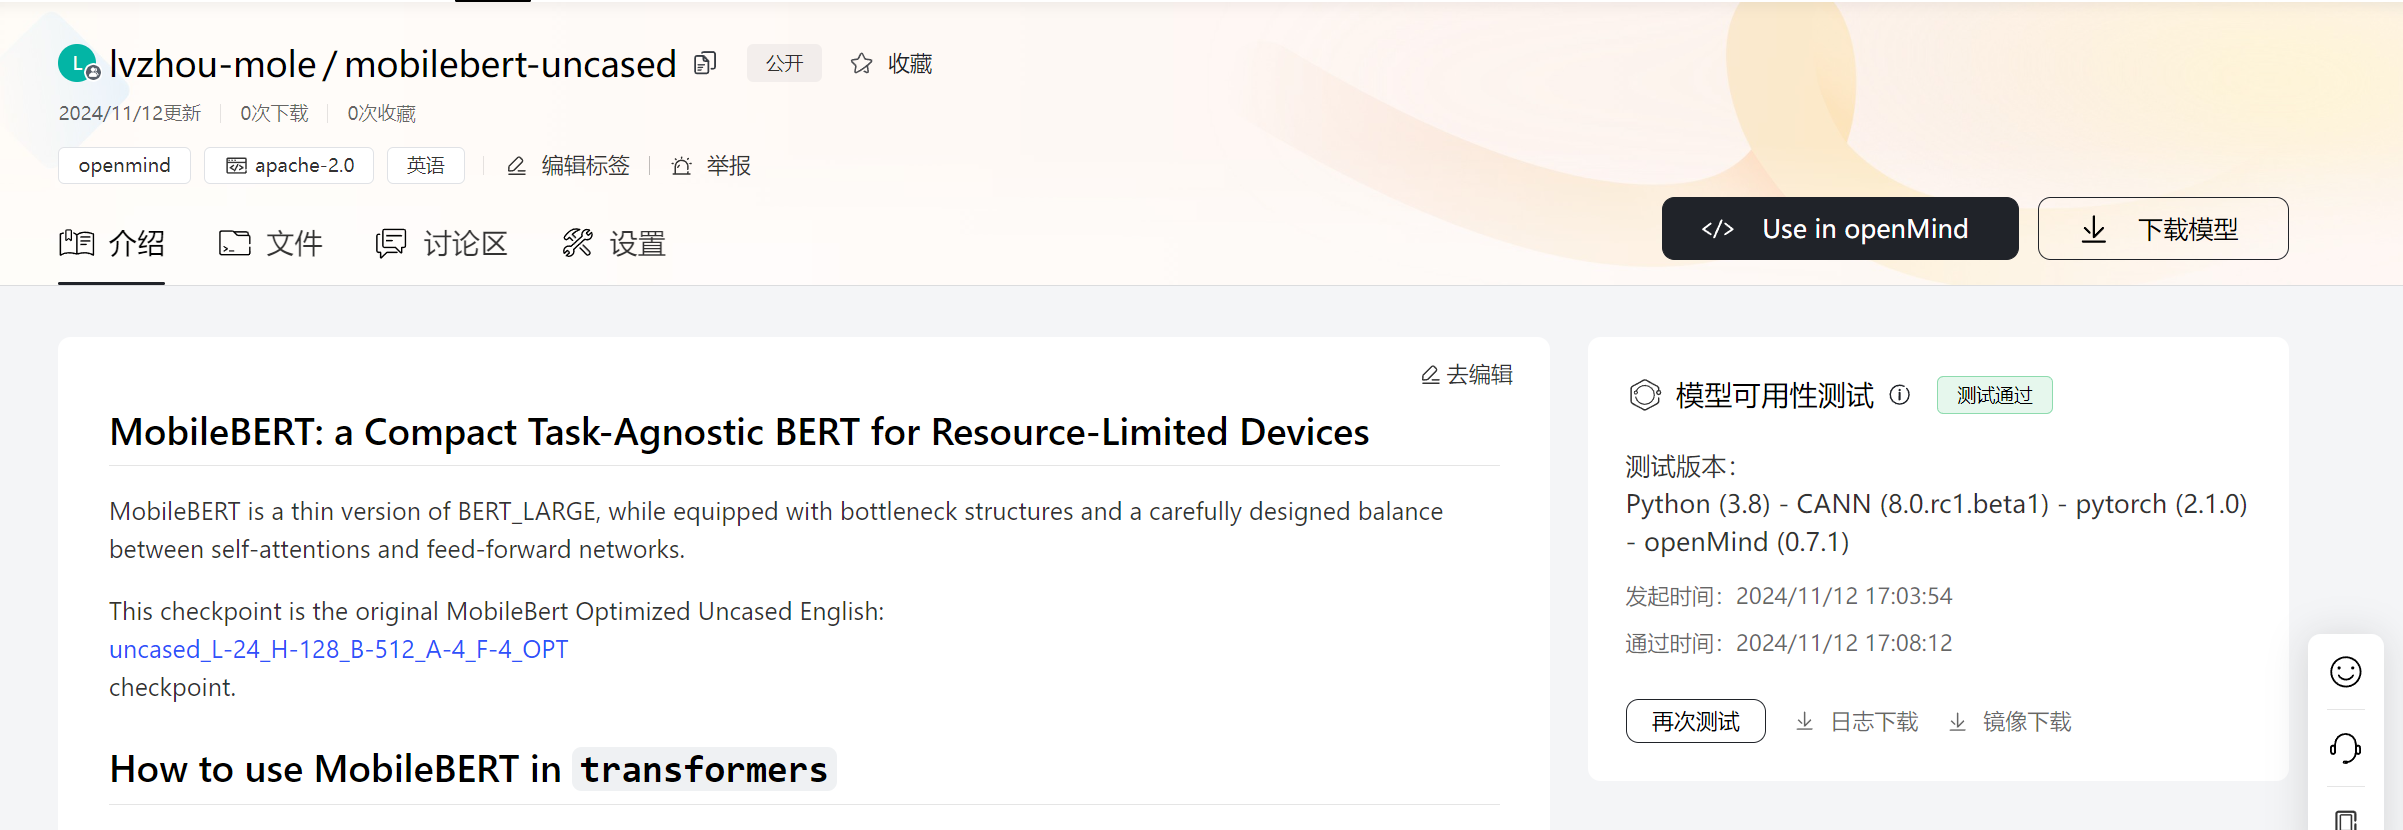 L lvzhou-mole / mobilebert-uncased 公开 收藏
2024/11/12更新 0次下载 0次收藏
openmind apache-2.0 英语 编辑标签 举报
介绍 文件 讨论区 设置
</> Use in openMind 下载模型
去编辑
MobileBERT: a Compact Task-Agnostic BERT for Resource-Limited Devices
MobileBERT is a thin version of BERT_LARGE, while equipped with bottleneck structures and a carefully designed balance
between self-attentions and feed-forward networks.
This checkpoint is the original MobileBert Optimized Uncased English:
uncased_L-24_H-128_B-512_A-4_F-4_OPT
checkpoint.
How to use MobileBERT in transformers
模型可用性测试 测试通过
测试版本：
Python (3.8) - CANN (8.0.rc1.beta1) - pytorch (2.1.0)
- openMind (0.7.1)
发起时间：2024/11/12 17:03:54
通过时间：2024/11/12 17:08:12
再次测试 日志下载 镜像下载